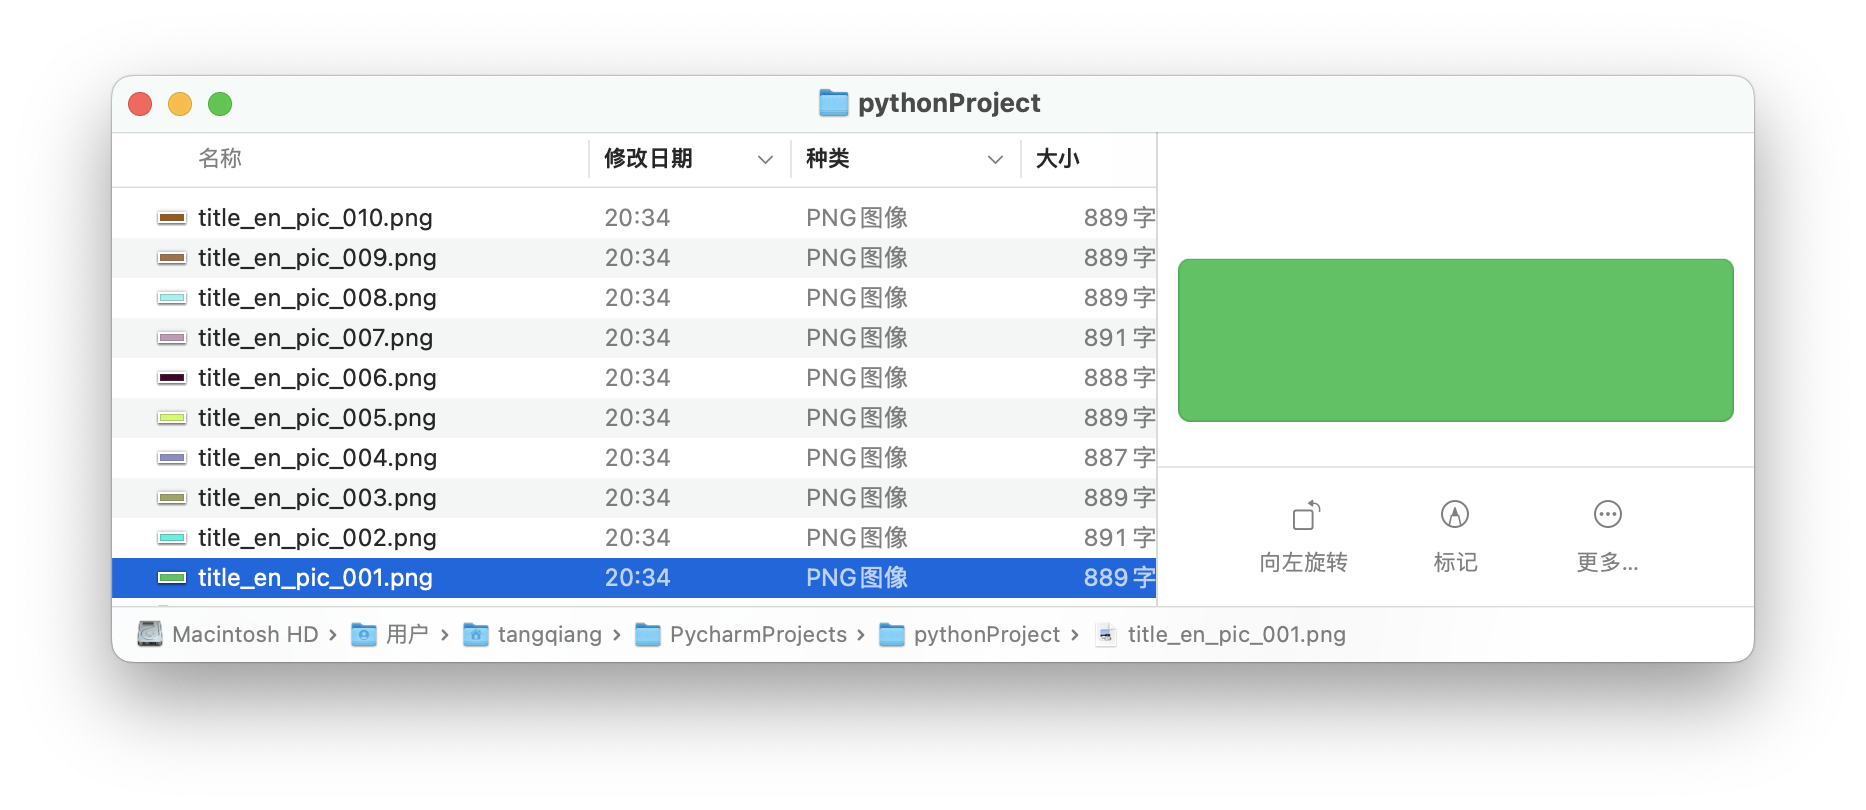 pythonProject
名称 修改日期 种类 大小
title_en_pic_010.png 20:34 PNG图像 889 字
title_en_pic_009.png 20:34 PNG图像 889 字
title_en_pic_008.png 20:34 PNG图像 889 字
title_en_pic_007.png 20:34 PNG图像 891 字
title_en_pic_006.png 20:34 PNG图像 888 字
title_en_pic_005.png 20:34 PNG图像 889 字
title_en_pic_004.png 20:34 PNG图像 887 字
title_en_pic_003.png 20:34 PNG图像 889 字
title_en_pic_002.png 20:34 PNG图像 891 字
title_en_pic_001.png 20:34 PNG图像 889 字
向左旋转 标记 更多...
Macintosh HD › 用户 › tangqiang › PycharmProjects › pythonProject › title_en_pic_001.png